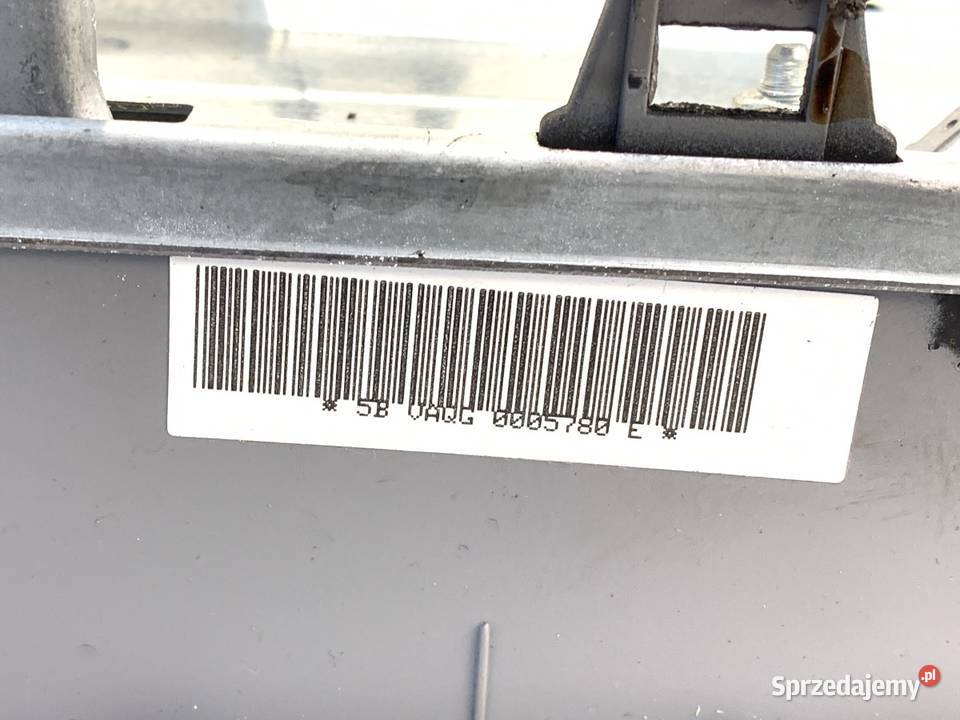 * 5B VAQG 0005780 E *
Sprzedajemy.pl